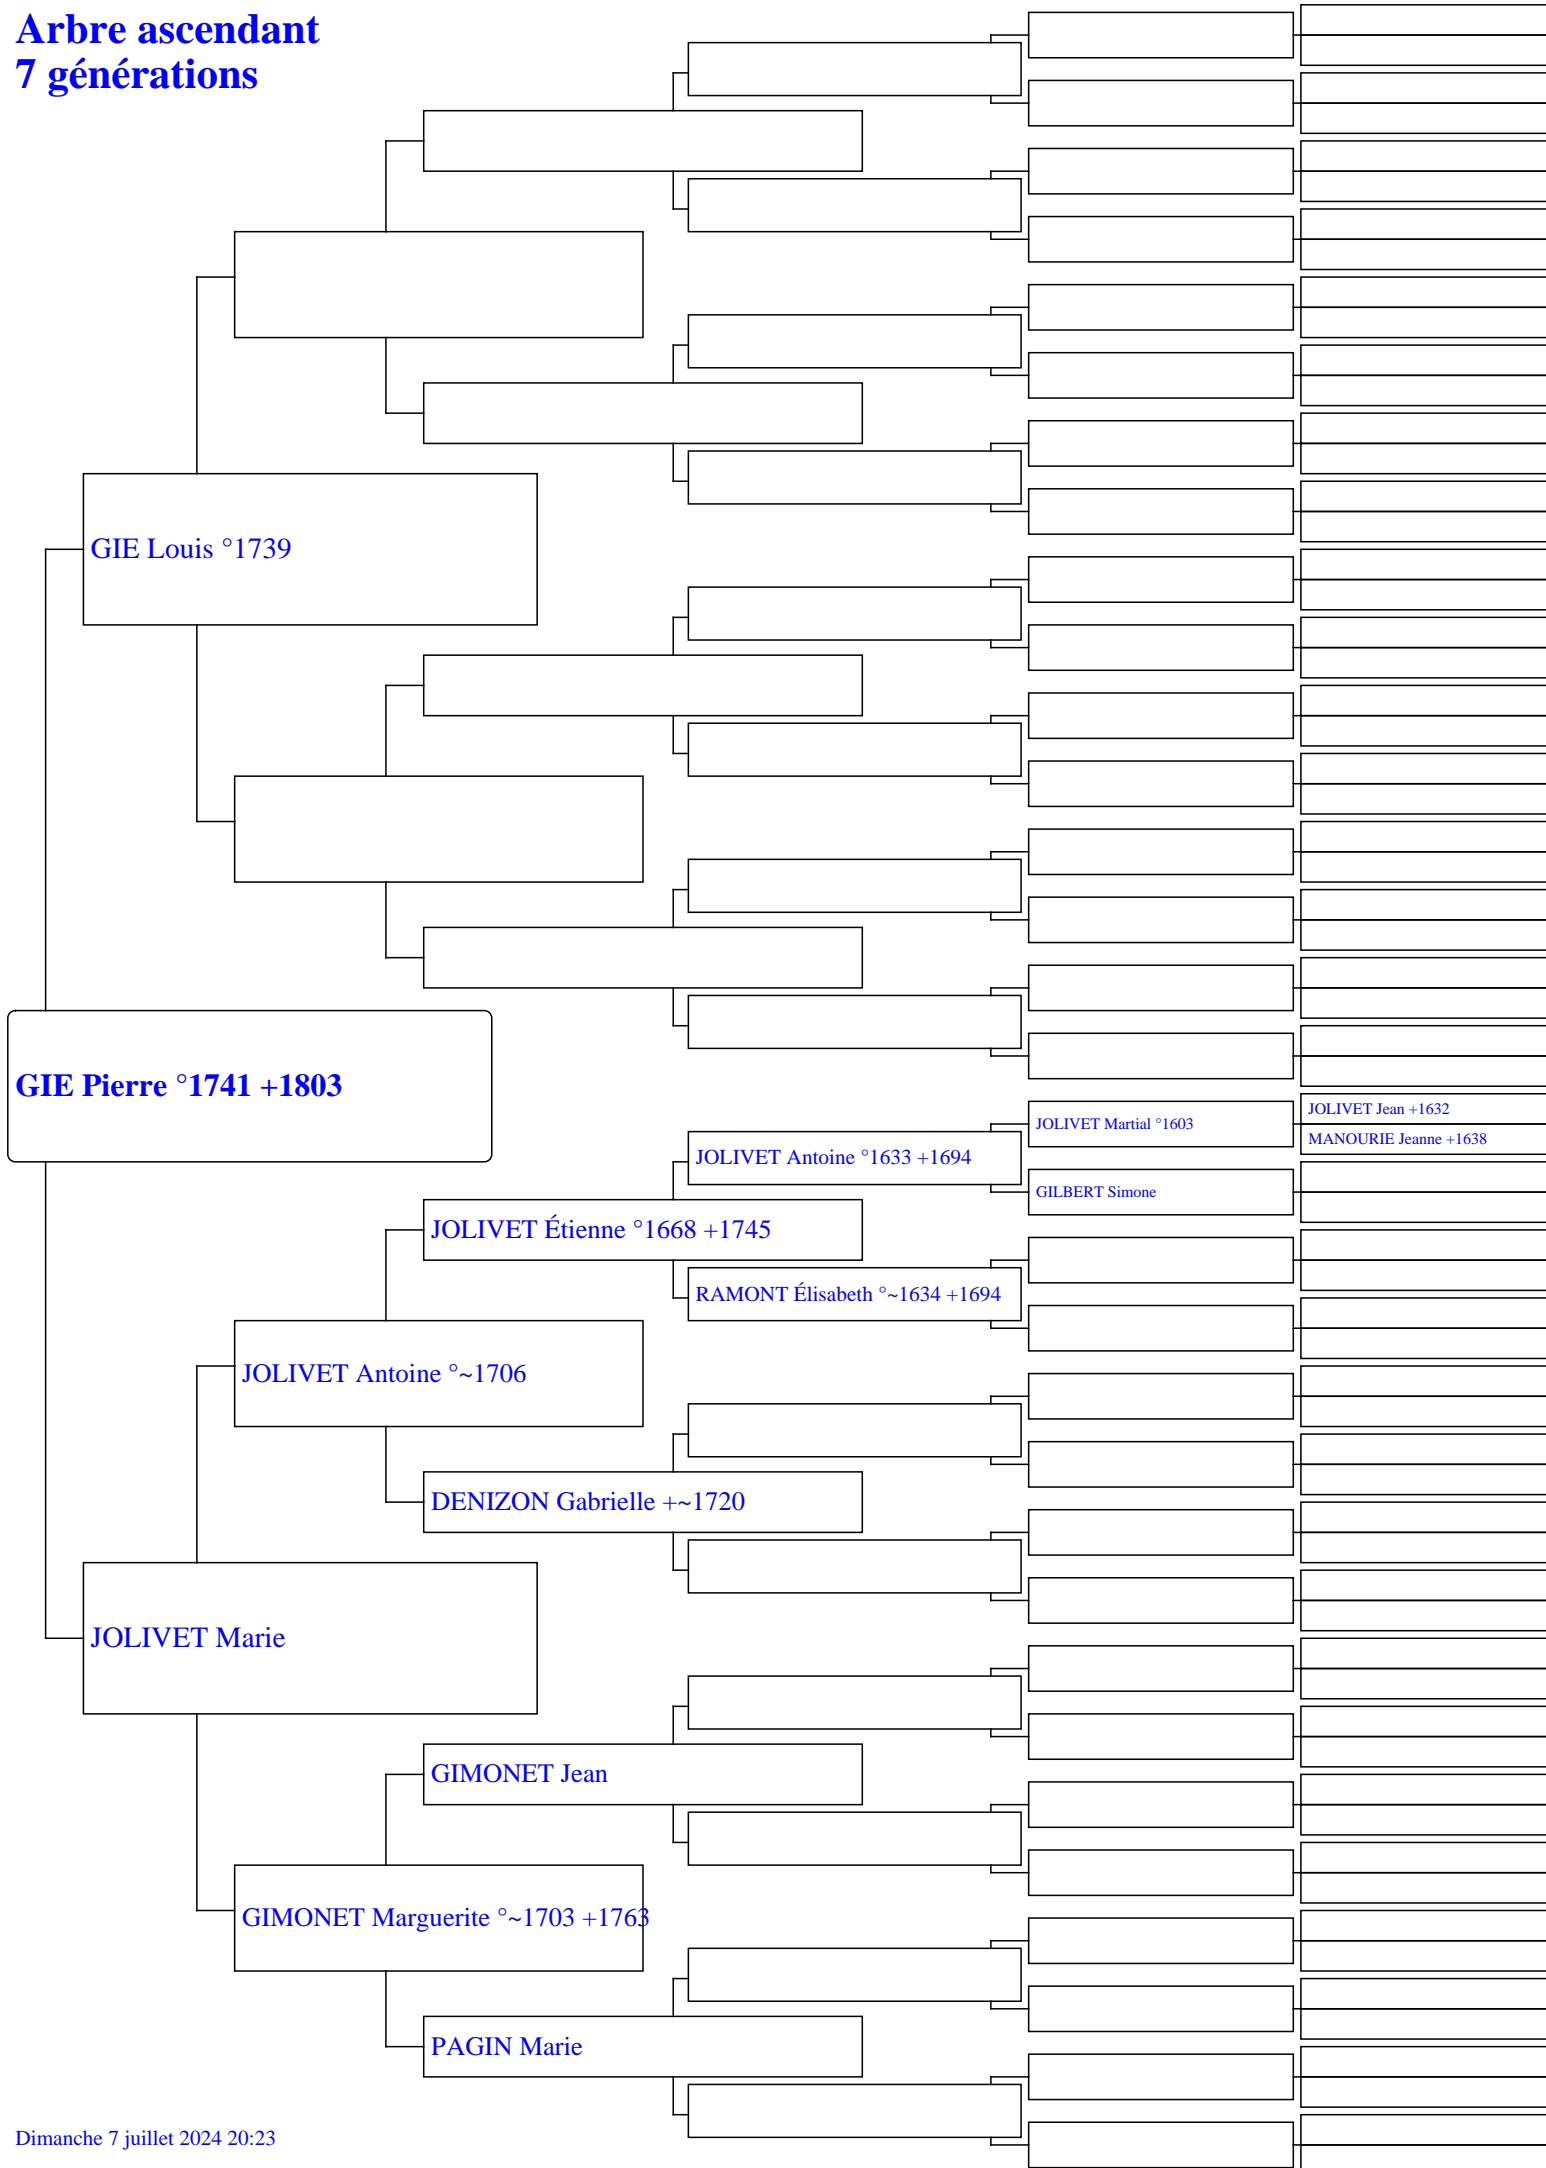 Arbre ascendant
7 générations
GIE Louis °1739
GIE Pierre °1741 +1803
JOLIVET Jean +1632
JOLIVET Martial °1603
MANOURIE Jeanne +1638
JOLIVET Antoine °1633 +1694
GILBERT Simone
JOLIVET Étienne °1668 +1745
RAMONT Élisabeth °~1634 +1694
JOLIVET Antoine °~1706
DENIZON Gabrielle +~1720
JOLIVET Marie
GIMONET Jean
GIMONET Marguerite °~1703 +1763
PAGIN Marie
Dimanche 7 juillet 2024 20:23